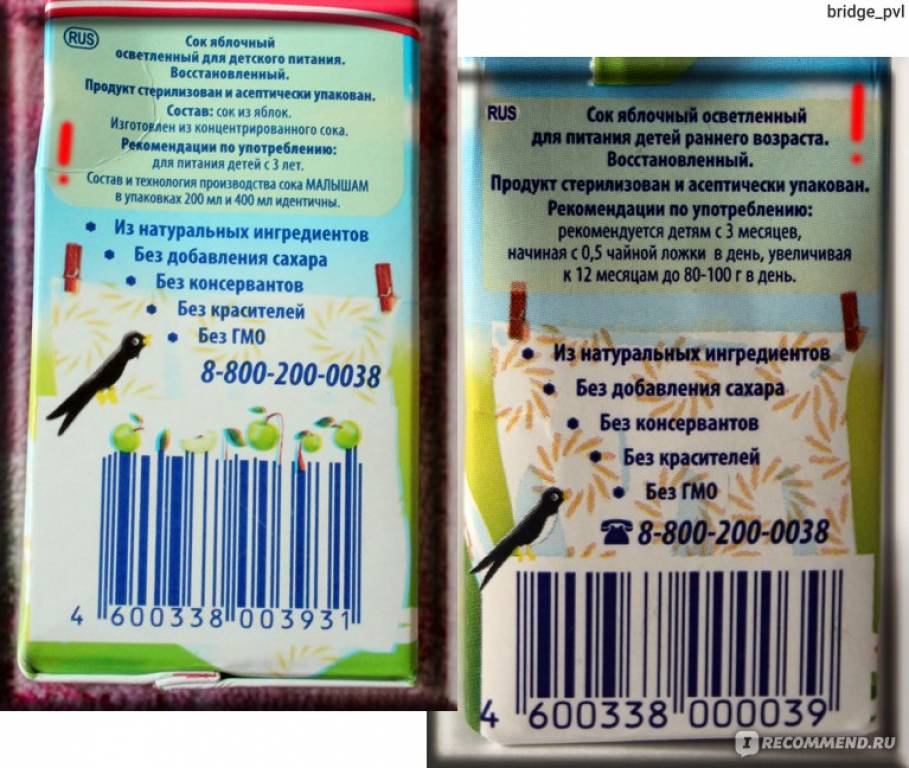 bridge_pvl
RUS
Сок яблочный
осветленный для детского питания.
Восстановленный.
Продукт стерилизован и асептически упакован.
Состав: сок из яблок.
Изготовлен из концентрированного сока.
Рекомендации по употреблению:
для питания детей с 3 лет.
Состав и технология производства сока МАЛЫШАМ
в упаковках 200 мл и 400 мл идентичны.
• Из натуральных ингредиентов
• Без добавления сахара
• Без консервантов
• Без красителей
• Без ГМО
8-800-200-0038
4 600338 003931
RUS
Сок яблочный осветленный
для питания детей раннего возраста.
Восстановленный.
Продукт стерилизован и асептически упакован.
Рекомендации по употреблению:
рекомендуется детям с 3 месяцев,
начиная с 0,5 чайной ложки в день, увеличивая
к 12 месяцам до 80-100 г в день.
• Из натуральных ингредиентов
• Без добавления сахара
• Без консервантов
• Без красителей
• Без ГМО
☎ 8-800-200-0038
4 600338 000039
IRECOMMEND.RU